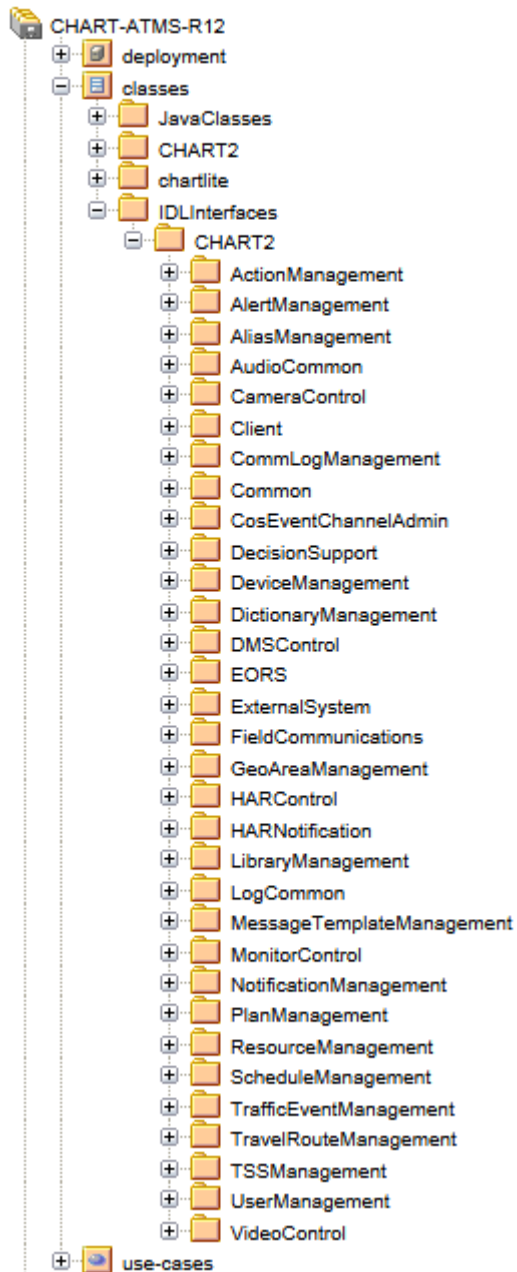 CHART-ATMS-R12
deployment
classes
JavaClasses
CHART2
chartlite
IDLInterfaces
CHART2
ActionManagement
AlertManagement
AliasManagement
AudioCommon
CameraControl
Client
CommLogManagement
Common
CosEventChannelAdmin
DecisionSupport
DeviceManagement
DictionaryManagement
DMSControl
EORS
ExternalSystem
FieldCommunications
GeoAreaManagement
HARControl
HARNotification
LibraryManagement
LogCommon
MessageTemplateManagement
MonitorControl
NotificationManagement
PlanManagement
ResourceManagement
ScheduleManagement
TrafficEventManagement
TravelRouteManagement
TSSManagement
UserManagement
VideoControl
use-cases